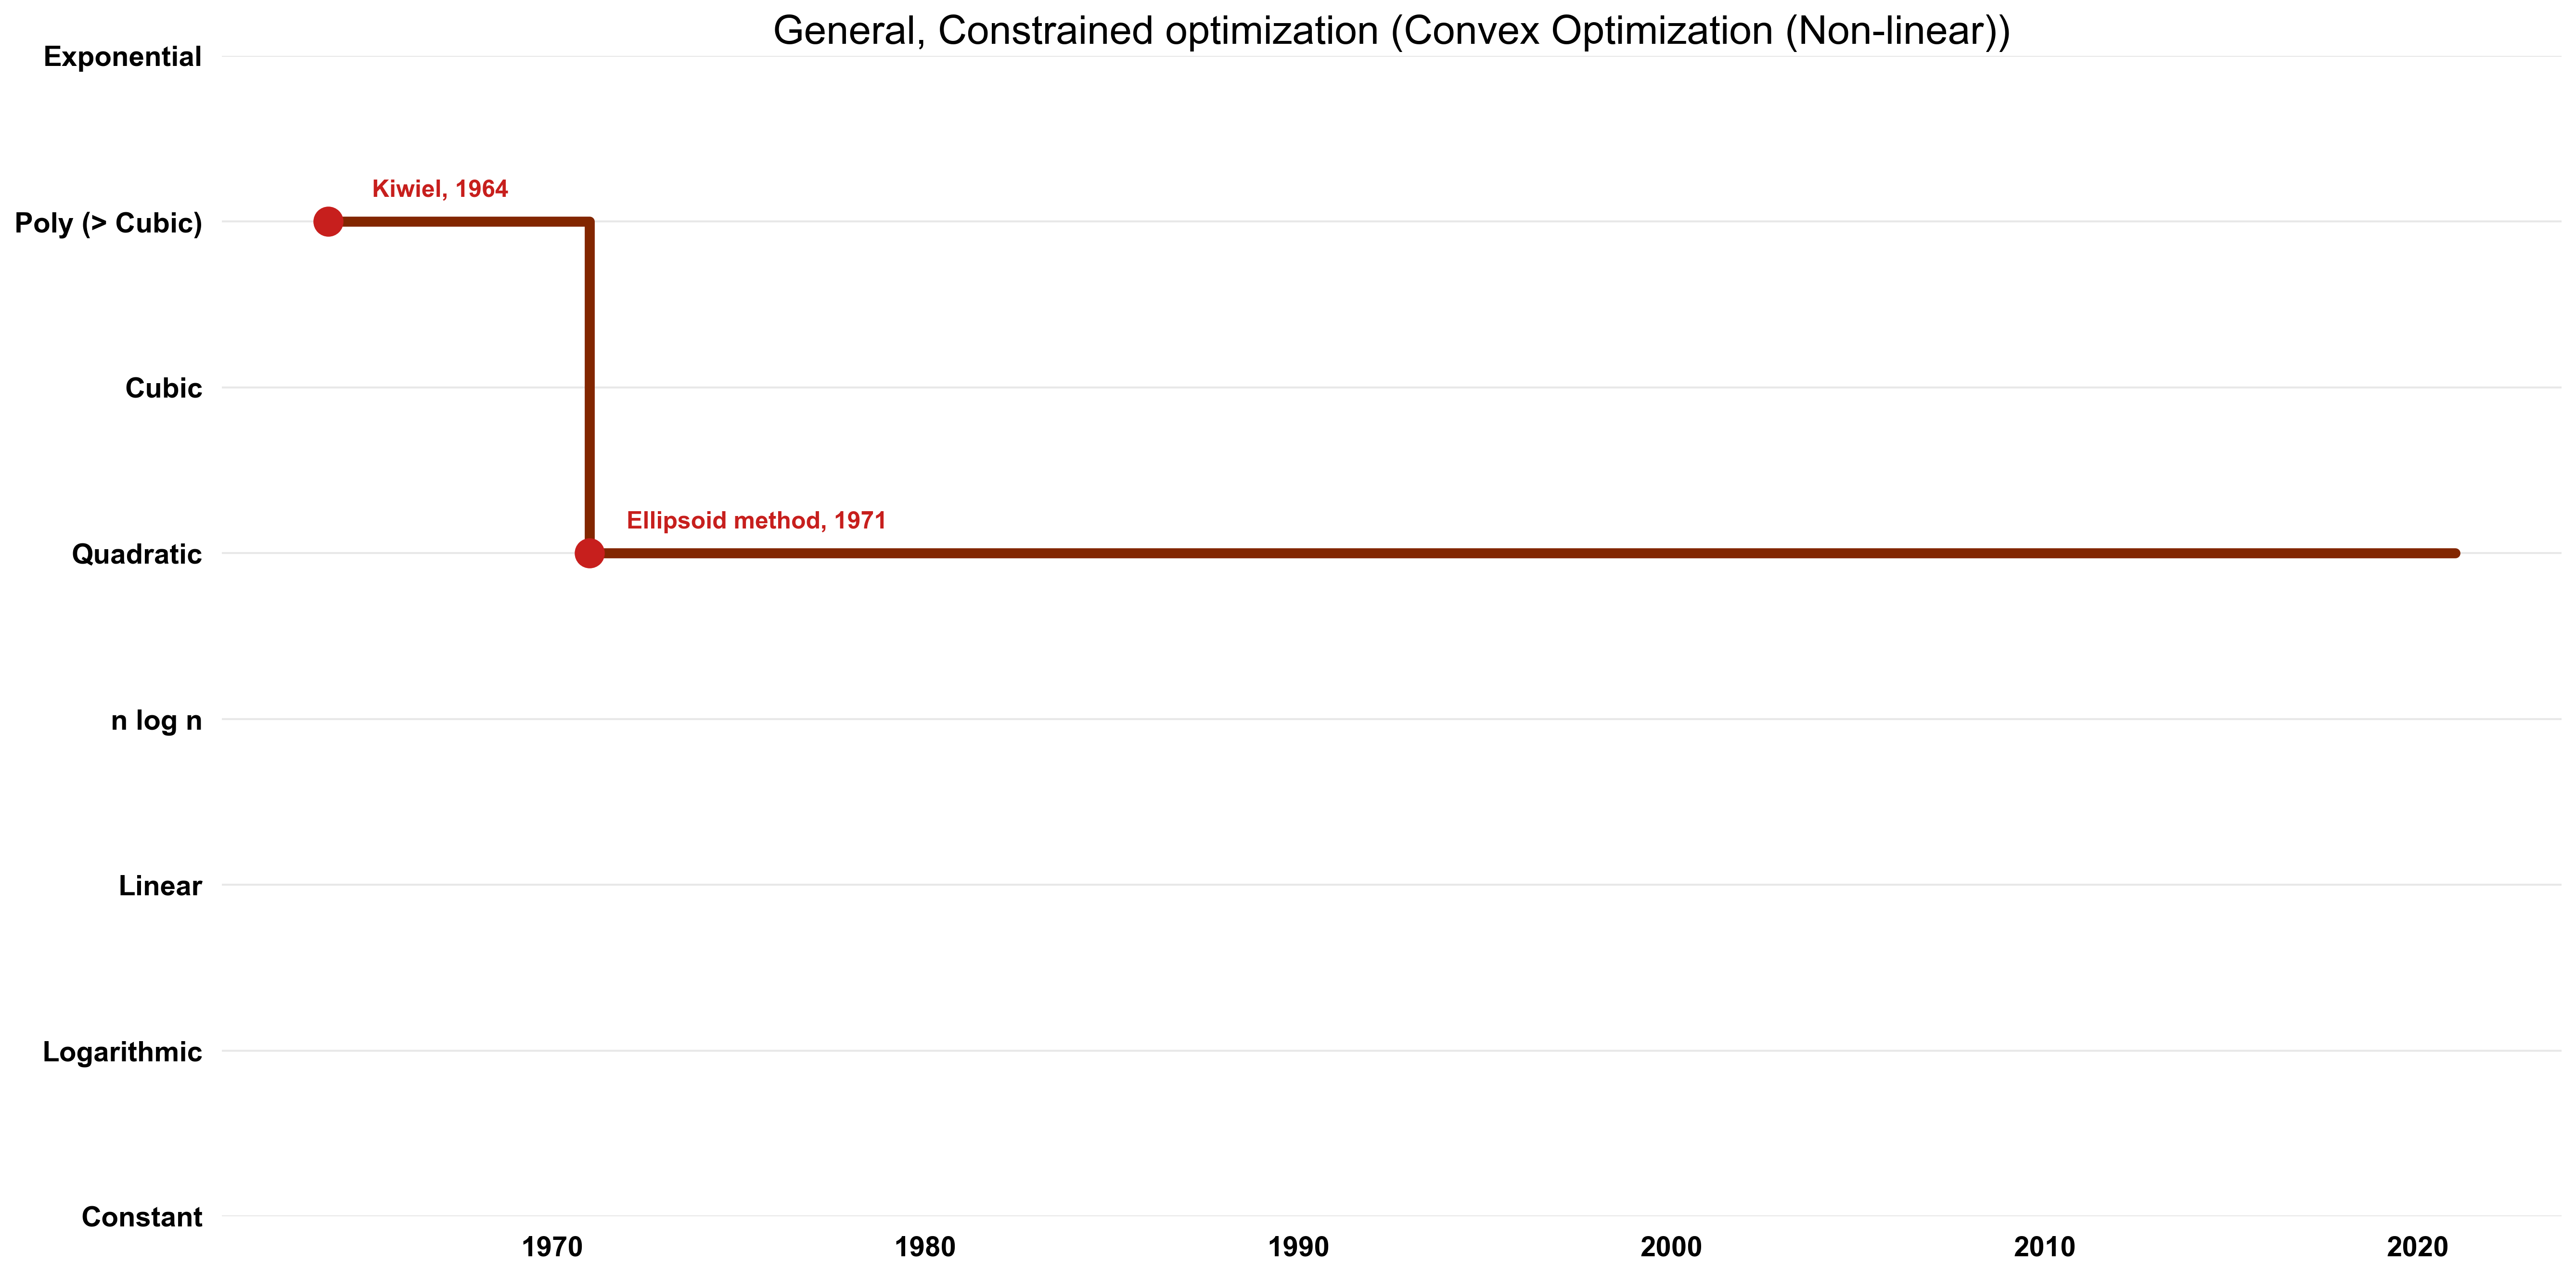 General, Constrained optimization (Convex Optimization (Non-linear))
Exponential
Kiwiel, 1964
Poly (> Cubic)
Cubic
Ellipsoid method, 1971
Quadratic
n log n
Linear
Logarithmic
Constant
1970 1980 1990 2000 2010 2020